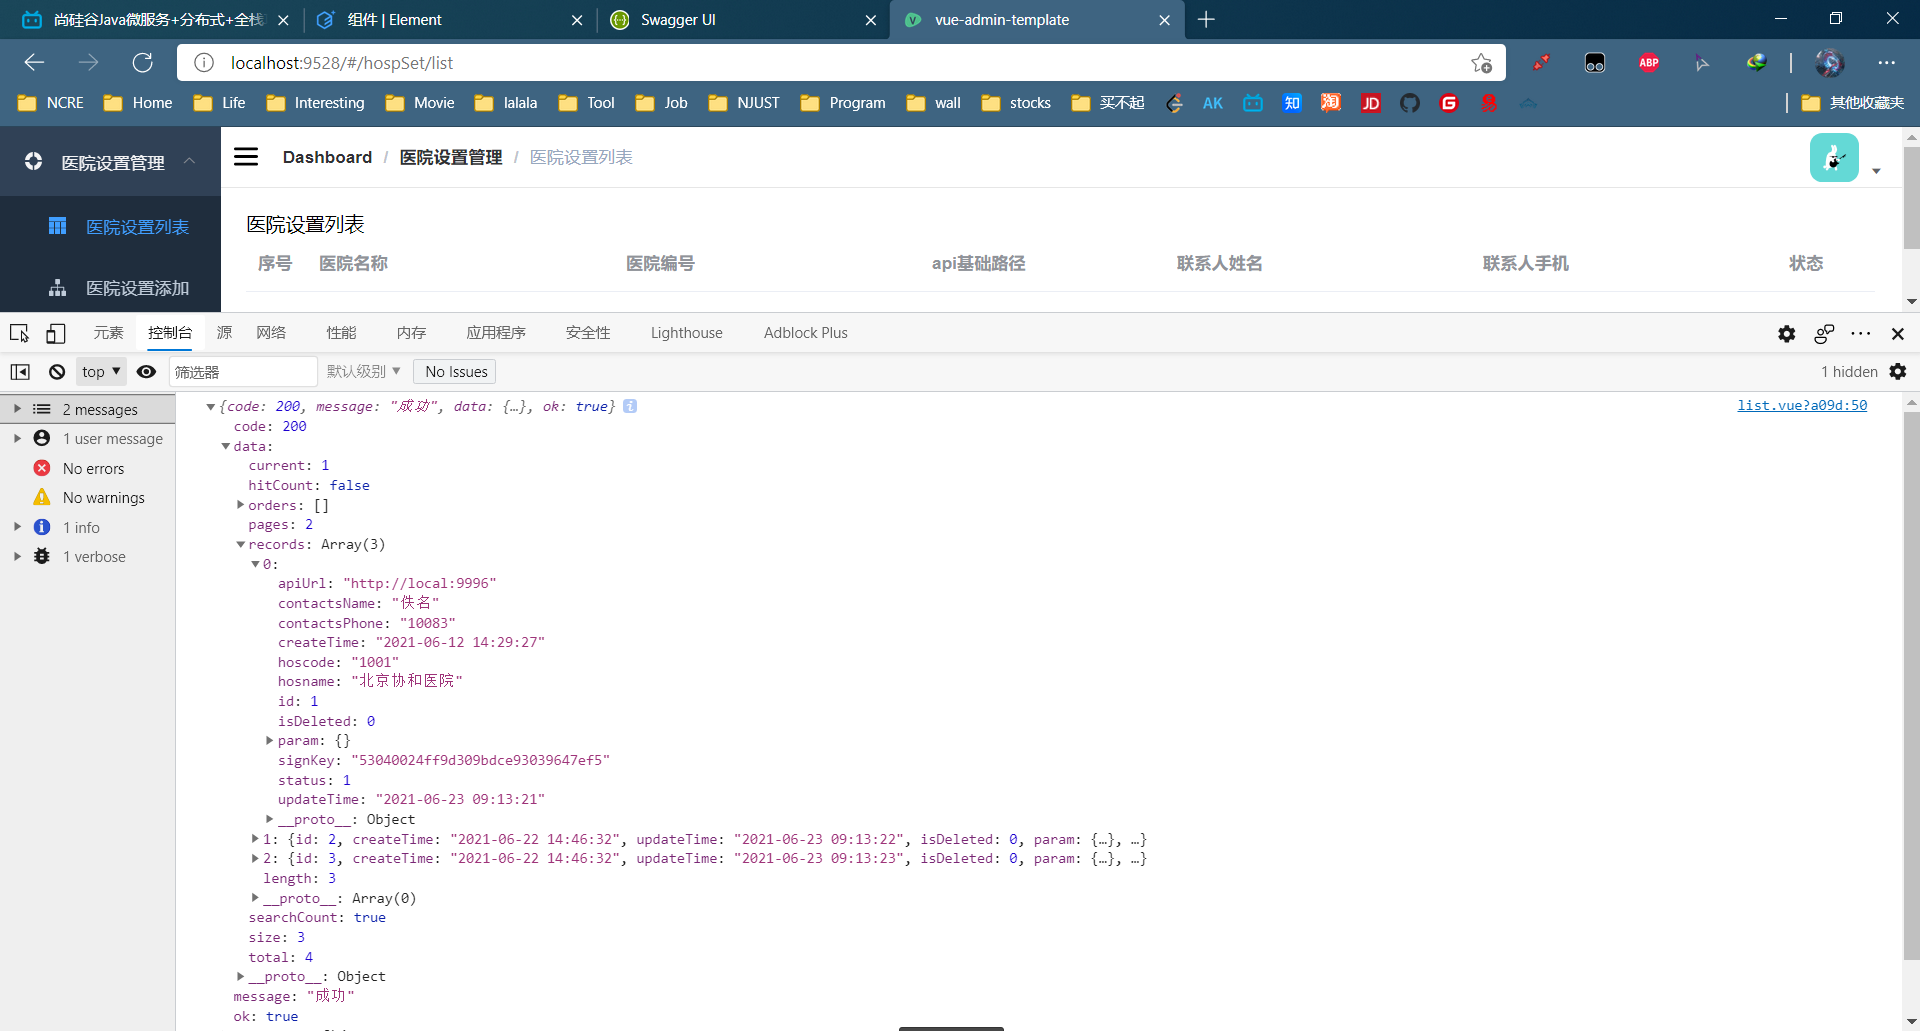 尚硅谷Java微服务+分布式+全栈
组件 | Element
Swagger UI
vue-admin-template
localhost:9528/#/hospSet/list
ABP
NCRE
Home
Life
Interesting
Movie
lalala
Tool
Job
NJUST
Program
wall
stocks
买不起
AK
知
淘
JD
G
其他收藏夹
医院设置管理
Dashboard / 医院设置管理 / 医院设置列表
医院设置列表
医院设置添加
医院设置列表
序号 医院名称 医院编号 api基础路径 联系人姓名 联系人手机 状态
元素 控制台 源 网络 性能 内存 应用程序 安全性 Lighthouse Adblock Plus
top 筛选器 默认级别 No Issues 1 hidden
2 messages
1 user message
No errors
No warnings
1 info
1 verbose
{code: 200, message: "成功", data: {…}, ok: true} list.vue?a09d:50
code: 200
data:
current: 1
hitCount: false
orders: []
pages: 2
records: Array(3)
0:
apiUrl: "http://local:9996"
contactsName: "佚名"
contactsPhone: "10083"
createTime: "2021-06-12 14:29:27"
hoscode: "1001"
hosname: "北京协和医院"
id: 1
isDeleted: 0
param: {}
signKey: "53040024ff9d309bdce93039647ef5"
status: 1
updateTime: "2021-06-23 09:13:21"
__proto__: Object
1: {id: 2, createTime: "2021-06-22 14:46:32", updateTime: "2021-06-23 09:13:22", isDeleted: 0, param: {…}, …}
2: {id: 3, createTime: "2021-06-22 14:46:32", updateTime: "2021-06-23 09:13:23", isDeleted: 0, param: {…}, …}
length: 3
__proto__: Array(0)
searchCount: true
size: 3
total: 4
__proto__: Object
message: "成功"
ok: true